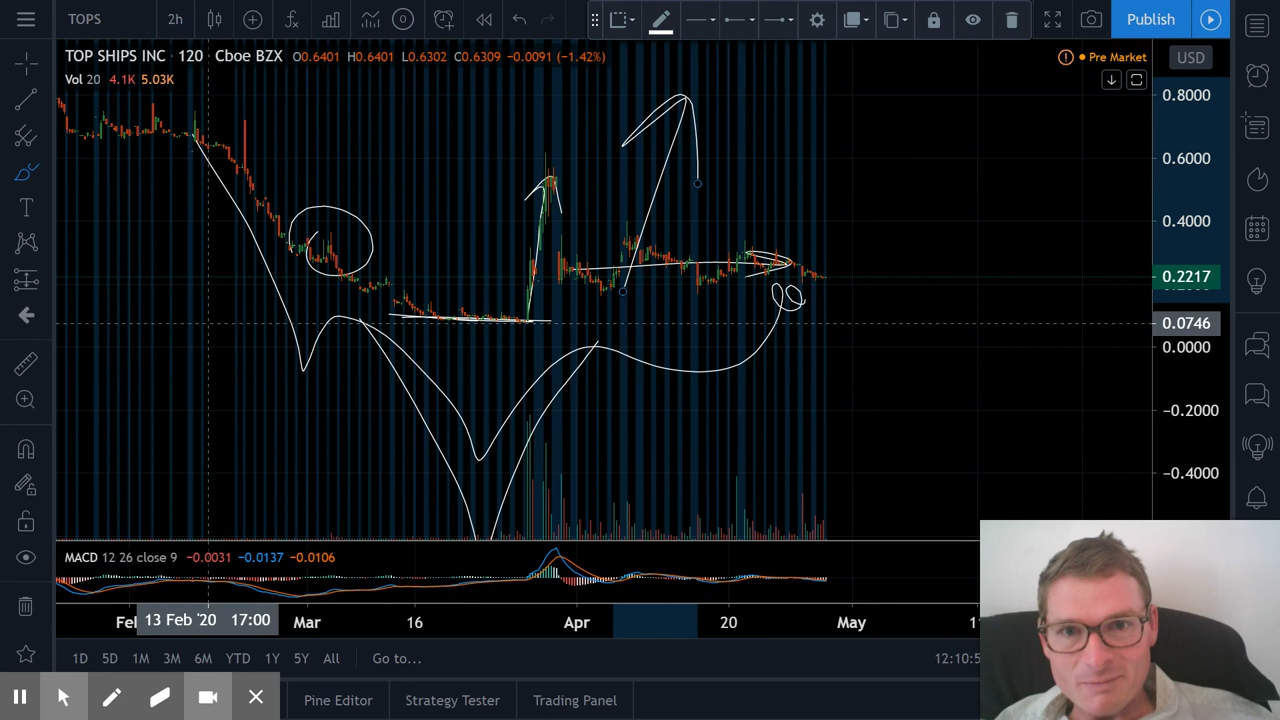 TOPS 2h Publish
TOP SHIPS INC · 120 · Cboe BZX O0.6401 H0.6401 L0.6302 C0.6309 −0.0091 (−1.42%)
Pre Market USD
Vol 20 4.1K 5.03K
0.8000
0.6000
0.4000
0.2217
0.0746
0.0000
−0.2000
−0.4000
MACD 12 26 close 9 −0.0031 −0.0137 −0.0106
13 Feb '20 17:00 Mar 16 Apr 20 May
1D 5D 1M 3M 6M YTD 1Y 5Y All Go to... 12:10:5
Pine Editor Strategy Tester Trading Panel